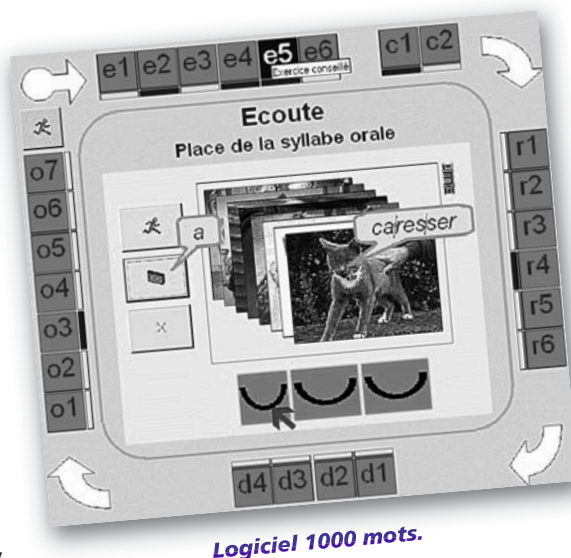 e1 e2 e3 e4 e5 e6 c1 c2
Exercice conseillé
Ecoute
Place de la syllabe orale
o7
o6
o5
o4
o3
o2
o1
a
caresser
r1
r2
r3
r4
r5
r6
d4 d3 d2 d1
Logiciel 1000 mots.